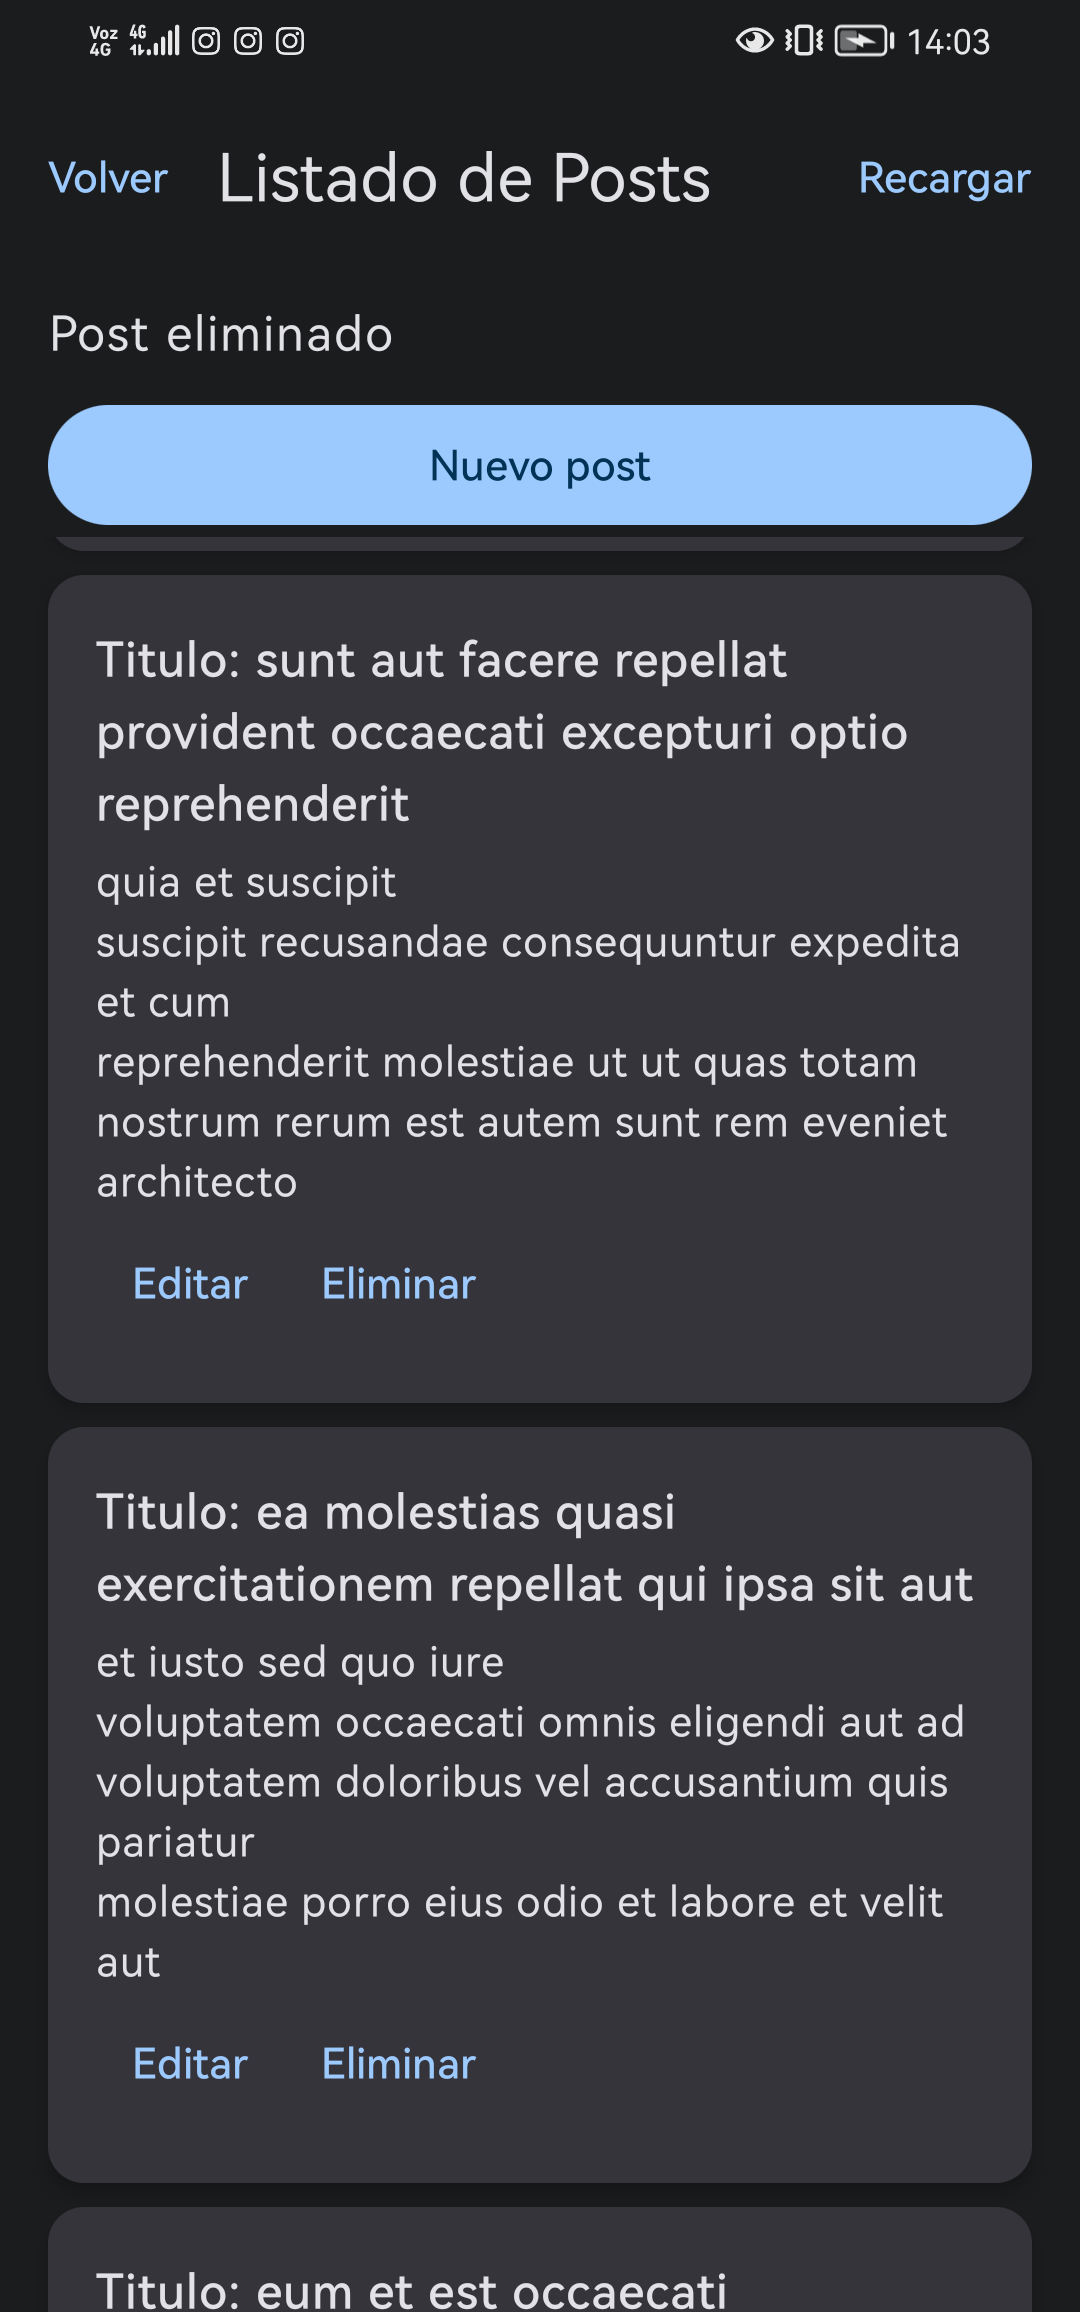 Voz 4G 4G 14:03
Volver Listado de Posts Recargar
Post eliminado
Nuevo post
Titulo: sunt aut facere repellat
provident occaecati excepturi optio
reprehenderit
quia et suscipit
suscipit recusandae consequuntur expedita
et cum
reprehenderit molestiae ut ut quas totam
nostrum rerum est autem sunt rem eveniet
architecto
Editar Eliminar
Titulo: ea molestias quasi
exercitationem repellat qui ipsa sit aut
et iusto sed quo iure
voluptatem occaecati omnis eligendi aut ad
voluptatem doloribus vel accusantium quis
pariatur
molestiae porro eius odio et labore et velit
aut
Editar Eliminar
Titulo: eum et est occaecati